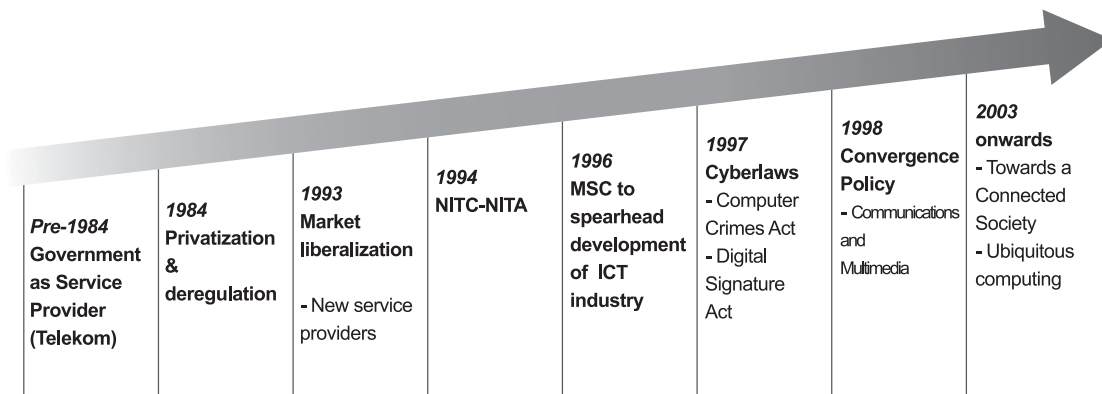 Pre-1984
Government
as Service
Provider
(Telekom)
1984
Privatization
&
deregulation
1993
Market
liberalization
- New service
providers
1994
NITC-NITA
1996
MSC to
spearhead
development
of ICT
industry
1997
Cyberlaws
- Computer
Crimes Act
- Digital
Signature
Act
1998
Convergence
Policy
- Communications
and
Multimedia
2003
onwards
- Towards a
Connected
Society
- Ubiquitous
computing